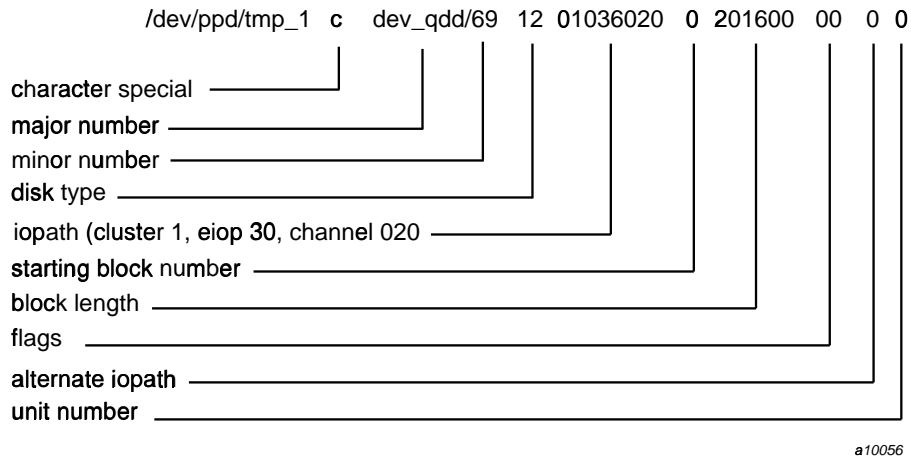 /dev/ppd/tmp_1 c dev_qdd/69 12 01036020 0 201600 00 0 0
character special
major number
minor number
disk type
iopath (cluster 1, eiop 30, channel 020
starting block number
block length
flags
alternate iopath
unit number
a10056